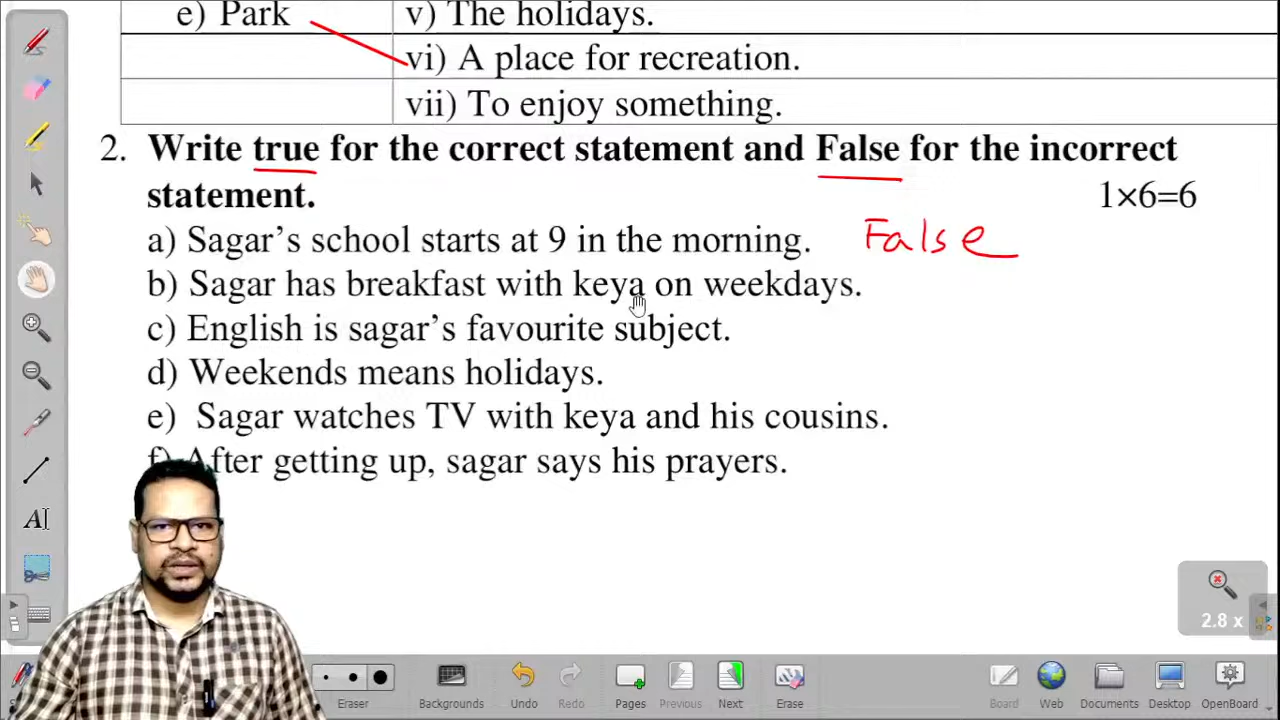 e) Park
v) The holidays.
vi) A place for recreation.
vii) To enjoy something.
2. Write true for the correct statement and False for the incorrect
statement. 1×6=6
a) Sagar's school starts at 9 in the morning. False
b) Sagar has breakfast with keya on weekdays.
c) English is sagar's favourite subject.
d) Weekends means holidays.
e) Sagar watches TV with keya and his cousins.
f) After getting up, sagar says his prayers.
2.8 x
Eraser Backgrounds Undo Redo Pages Previous Next Erase Board Web Documents Desktop OpenBoard